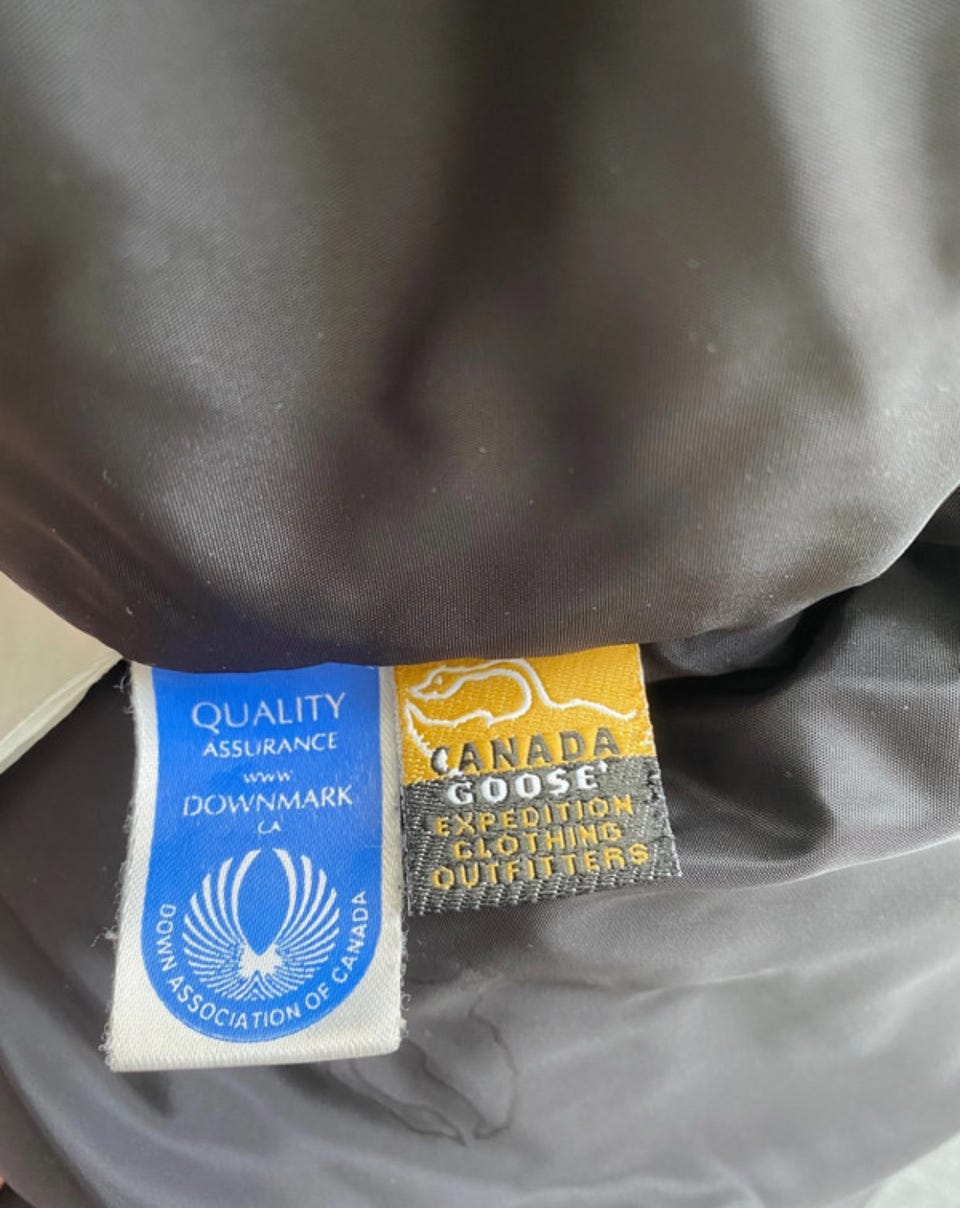 QUALITY
ASSURANCE
www
DOWNMARK
CA
DOWN ASSOCIATION OF CANADA
CANADA
GOOSE
EXPEDITION
CLOTHING
OUTFITTERS